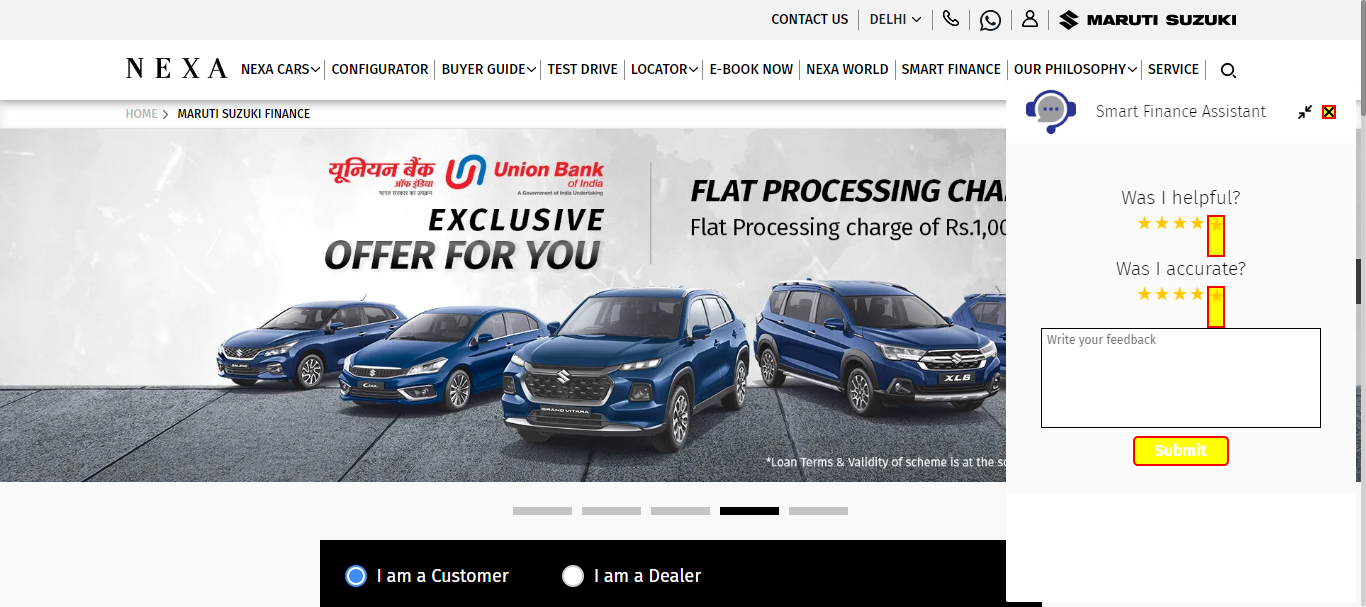 CONTACT US
DELHI
MARUTI SUZUKI
NEXA
NEXA CARS
CONFIGURATOR
BUYER GUIDE
TEST DRIVE
LOCATOR
E-BOOK NOW
NEXA WORLD
SMART FINANCE
OUR PHILOSOPHY
SERVICE
HOME
MARUTI SUZUKI FINANCE
Smart Finance Assistant
यूनियन बैंक
ऑफ इंडिया
भारत सरकार का उपक्रम
Union Bank
of India
A Government of India Undertaking
EXCLUSIVE
OFFER FOR YOU
FLAT PROCESSING CHA
Flat Processing charge of Rs.1,00
GRAND VITARA
XL6
*Loan Terms & Validity of scheme is at the so
Was I helpful?
Was I accurate?
Write your feedback
Submit
I am a Customer
I am a Dealer